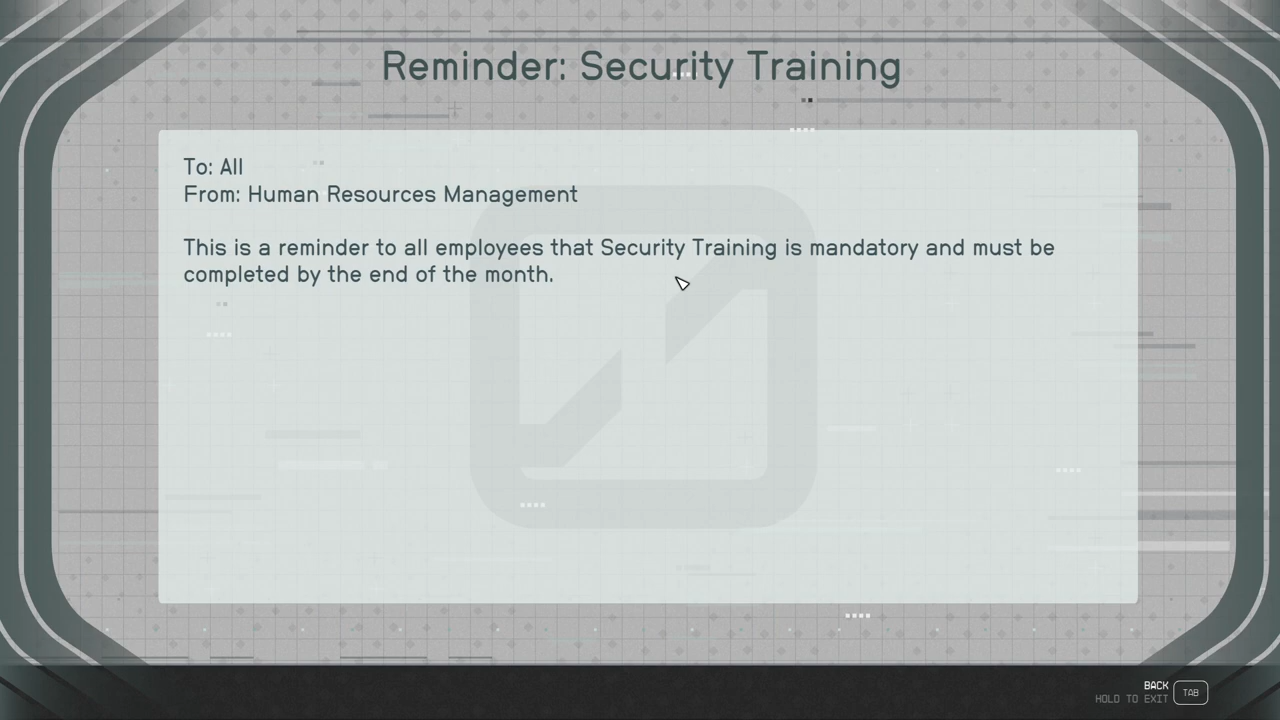 Reminder: Security Training
To: All
From: Human Resources Management
This is a reminder to all employees that Security Training is mandatory and must be
completed by the end of the month.
BACK
HOLD TO EXIT
TAB